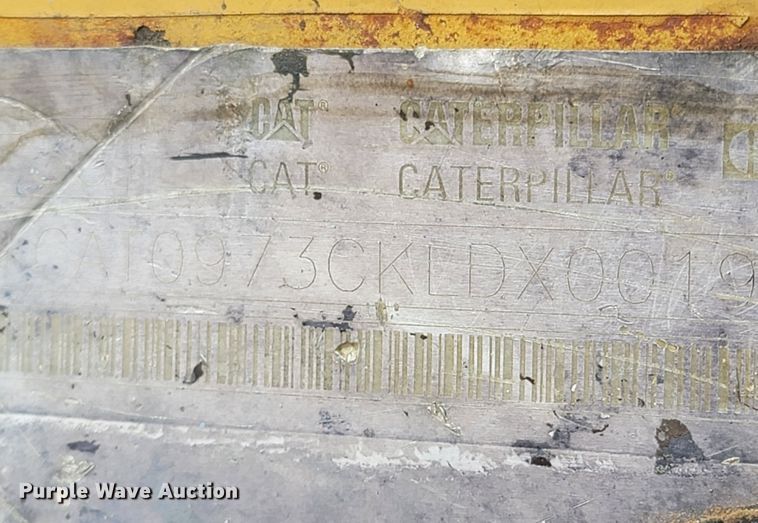 CAT® CATERPILLAR®
CAT® CATERPILLAR®
CAT0973CKLDX0019
Purple Wave Auction